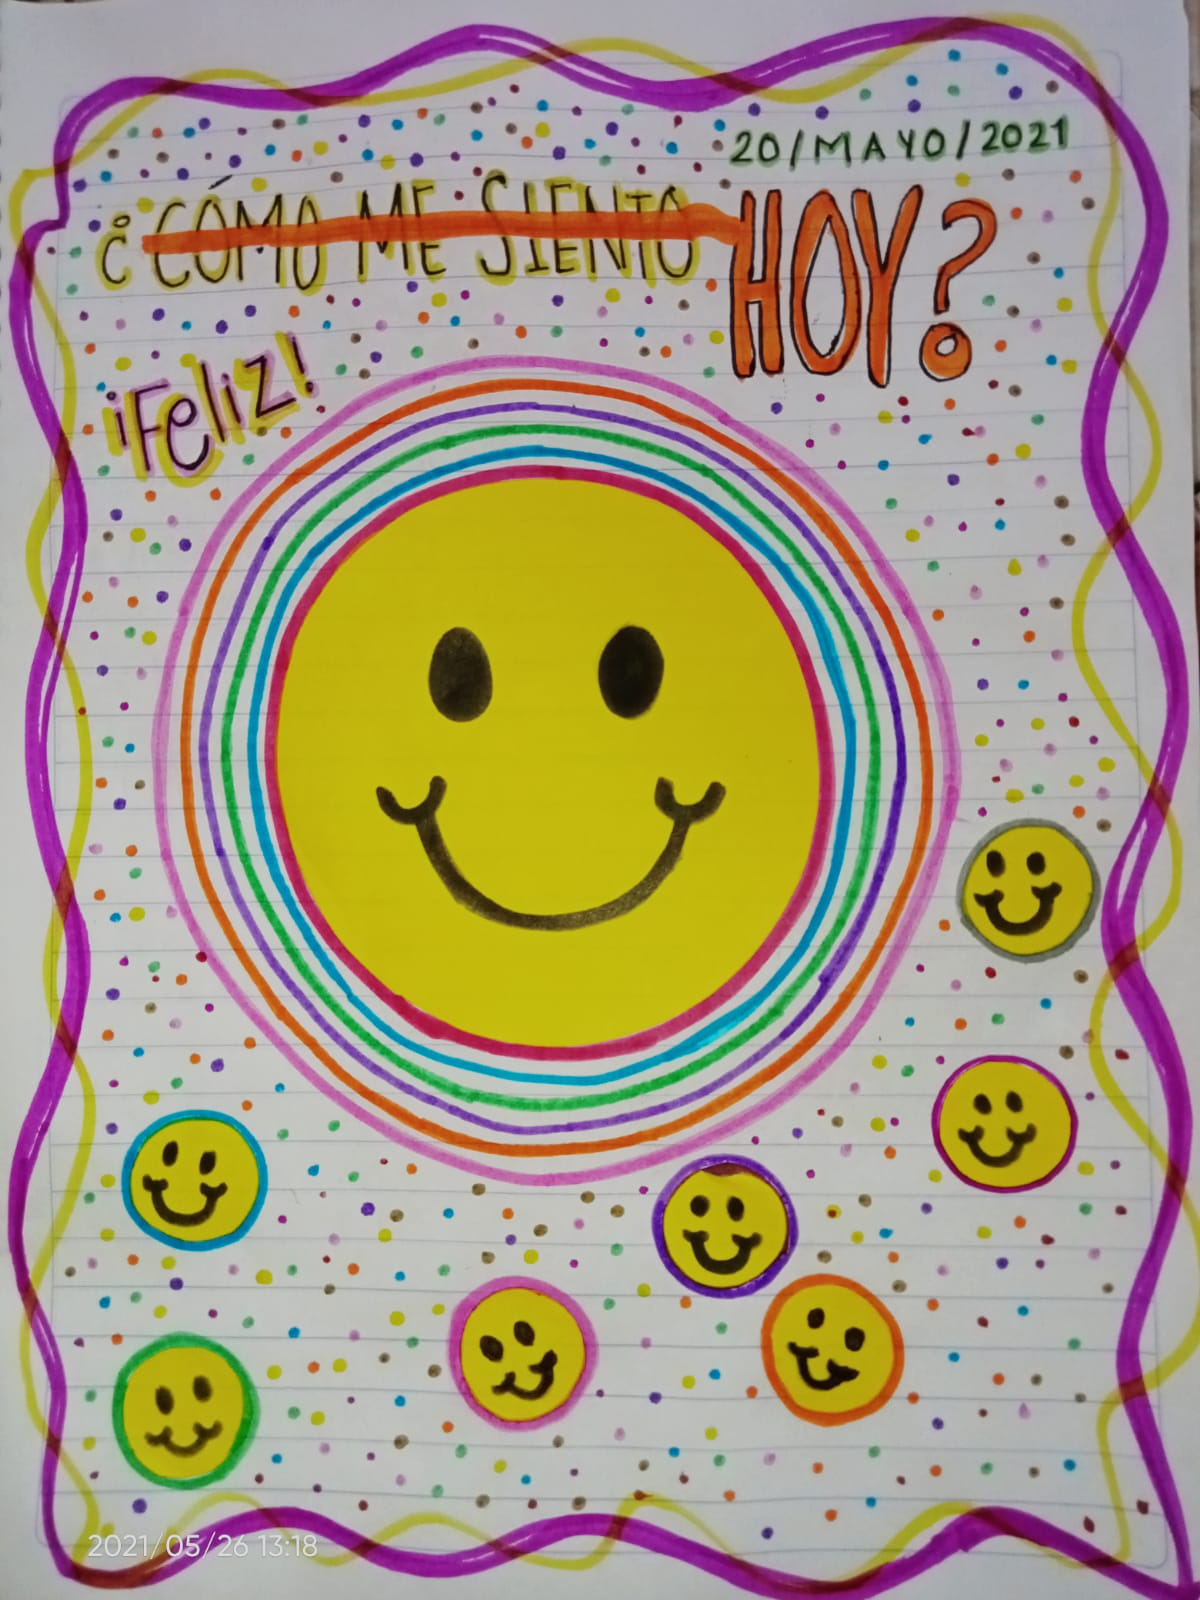 20/MAYO/2021
¿CÓMO ME SIENTO HOY?
¡Feliz!
2021/05/26 13:18